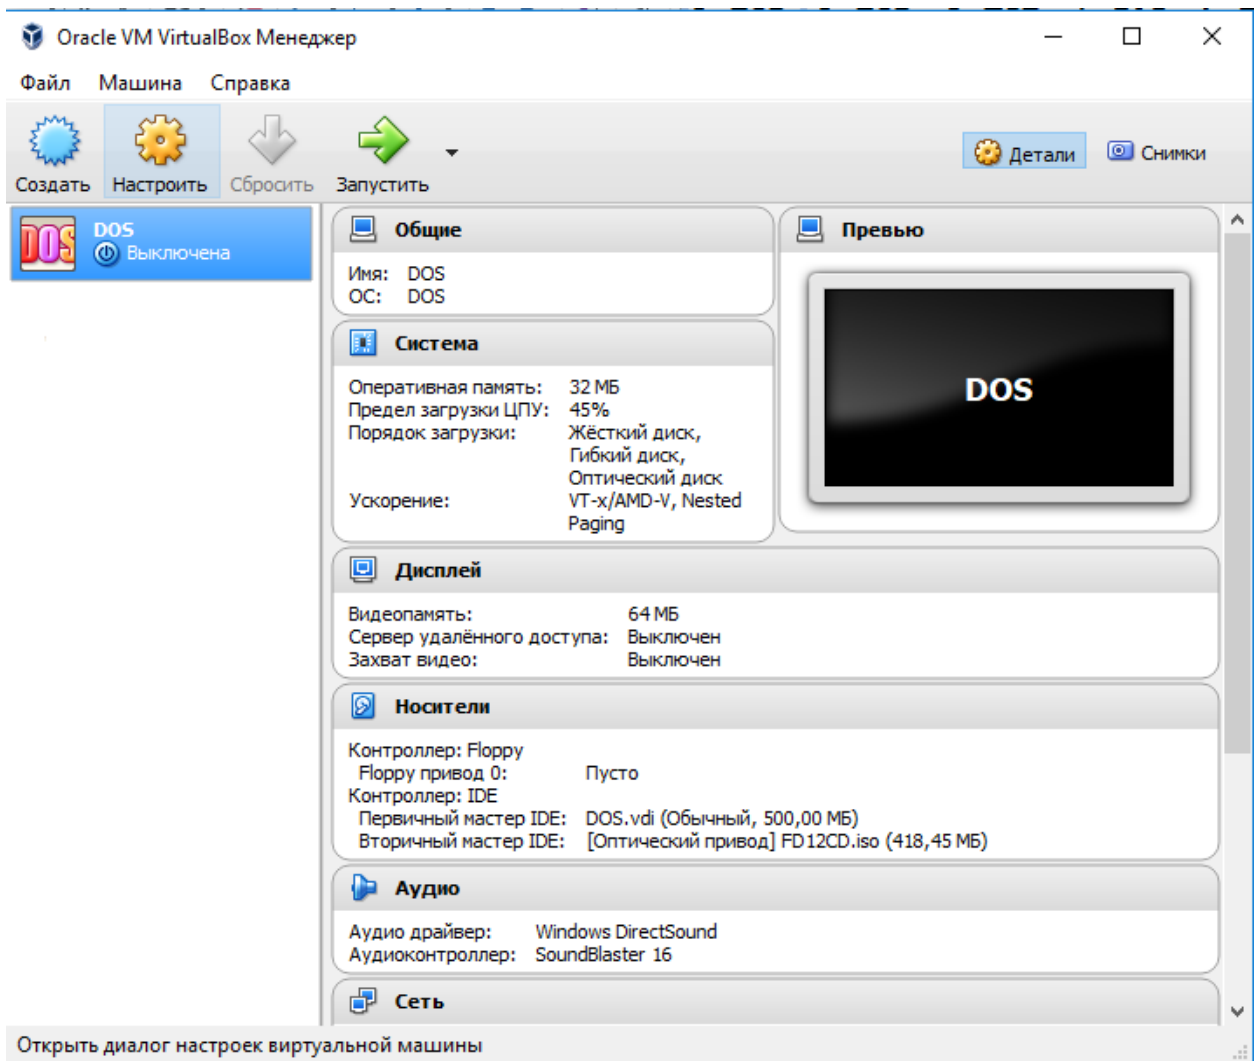 Oracle VM VirtualBox Менеджер
Файл Машина Справка
Создать Настроить Сбросить Запустить Детали Снимки
DOS
DOS
Выключена
Общие
Имя: DOS
ОС: DOS
Превью
DOS
Система
Оперативная память: 32 МБ
Предел загрузки ЦПУ: 45%
Порядок загрузки: Жёсткий диск,
Гибкий диск,
Оптический диск
Ускорение: VT-x/AMD-V, Nested
Paging
Дисплей
Видеопамять: 64 МБ
Сервер удалённого доступа: Выключен
Захват видео: Выключен
Носители
Контроллер: Floppy
Floppy привод 0: Пусто
Контроллер: IDE
Первичный мастер IDE: DOS.vdi (Обычный, 500,00 МБ)
Вторичный мастер IDE: [Оптический привод] FD12CD.iso (418,45 МБ)
Аудио
Аудио драйвер: Windows DirectSound
Аудиоконтроллер: SoundBlaster 16
Сеть
Открыть диалог настроек виртуальной машины